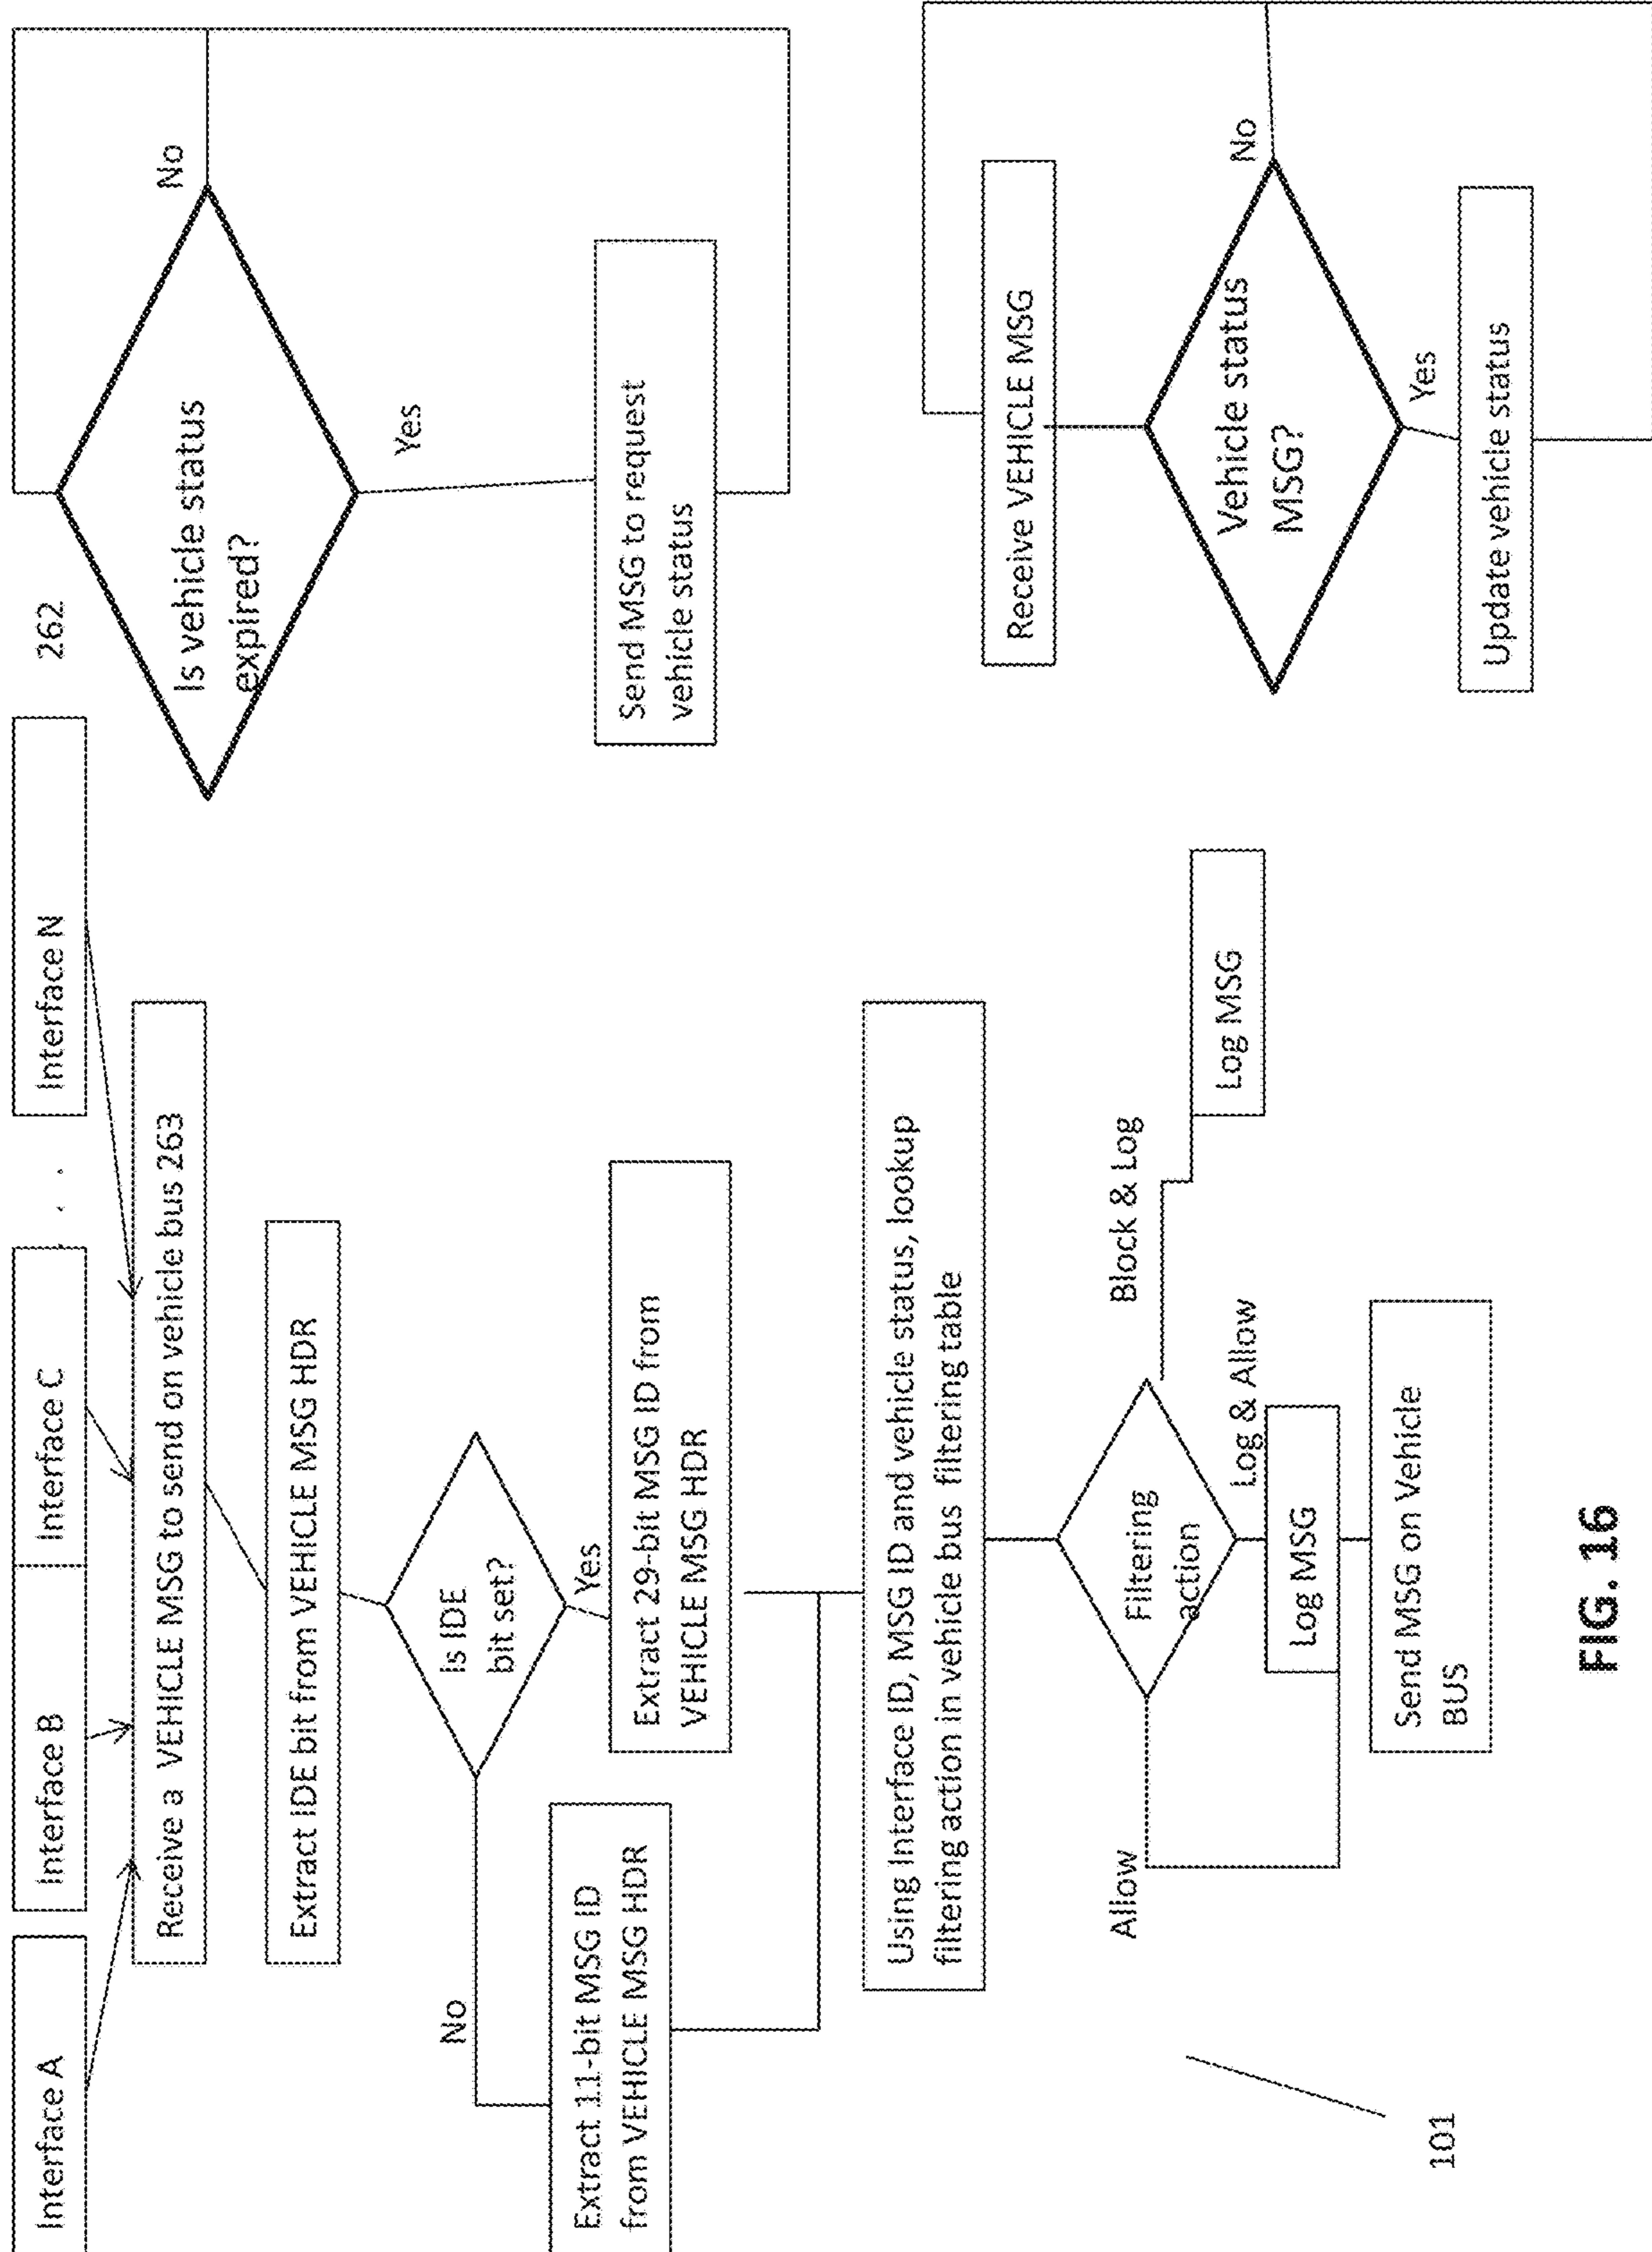 Interface A
Interface B
Interface C
. . .
Interface N
Receive a VEHICLE MSG to send on vehicle bus 263
Extract IDE bit from VEHICLE MSG HDR
Is IDE
bit set?
No
Yes
Extract 11-bit MSG ID
from VEHICLE MSG HDR
Extract 29-bit MSG ID from
VEHICLE MSG HDR
Using Interface ID, MSG ID and vehicle status, lookup
filtering action in vehicle bus filtering table
Filtering
action
Allow
Log & Allow
Block & Log
Log MSG
Log MSG
Send MSG on Vehicle
BUS
101
262
Is vehicle status
expired?
No
Yes
Send MSG to request
vehicle status
Receive VEHICLE MSG
Vehicle status
MSG?
No
Yes
Update vehicle status
FIG. 16